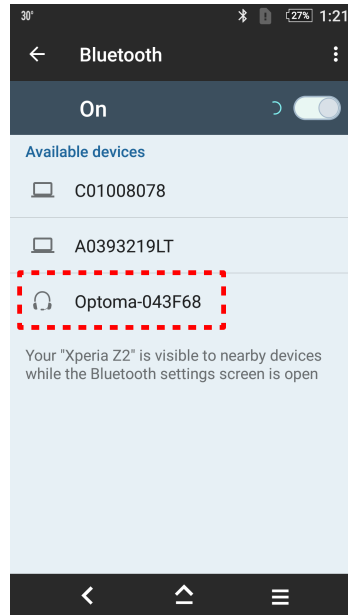 30°
27% 1:21
Bluetooth
On
Available devices
C01008078
A0393219LT
Optoma-043F68
Your "Xperia Z2" is visible to nearby devices
while the Bluetooth settings screen is open